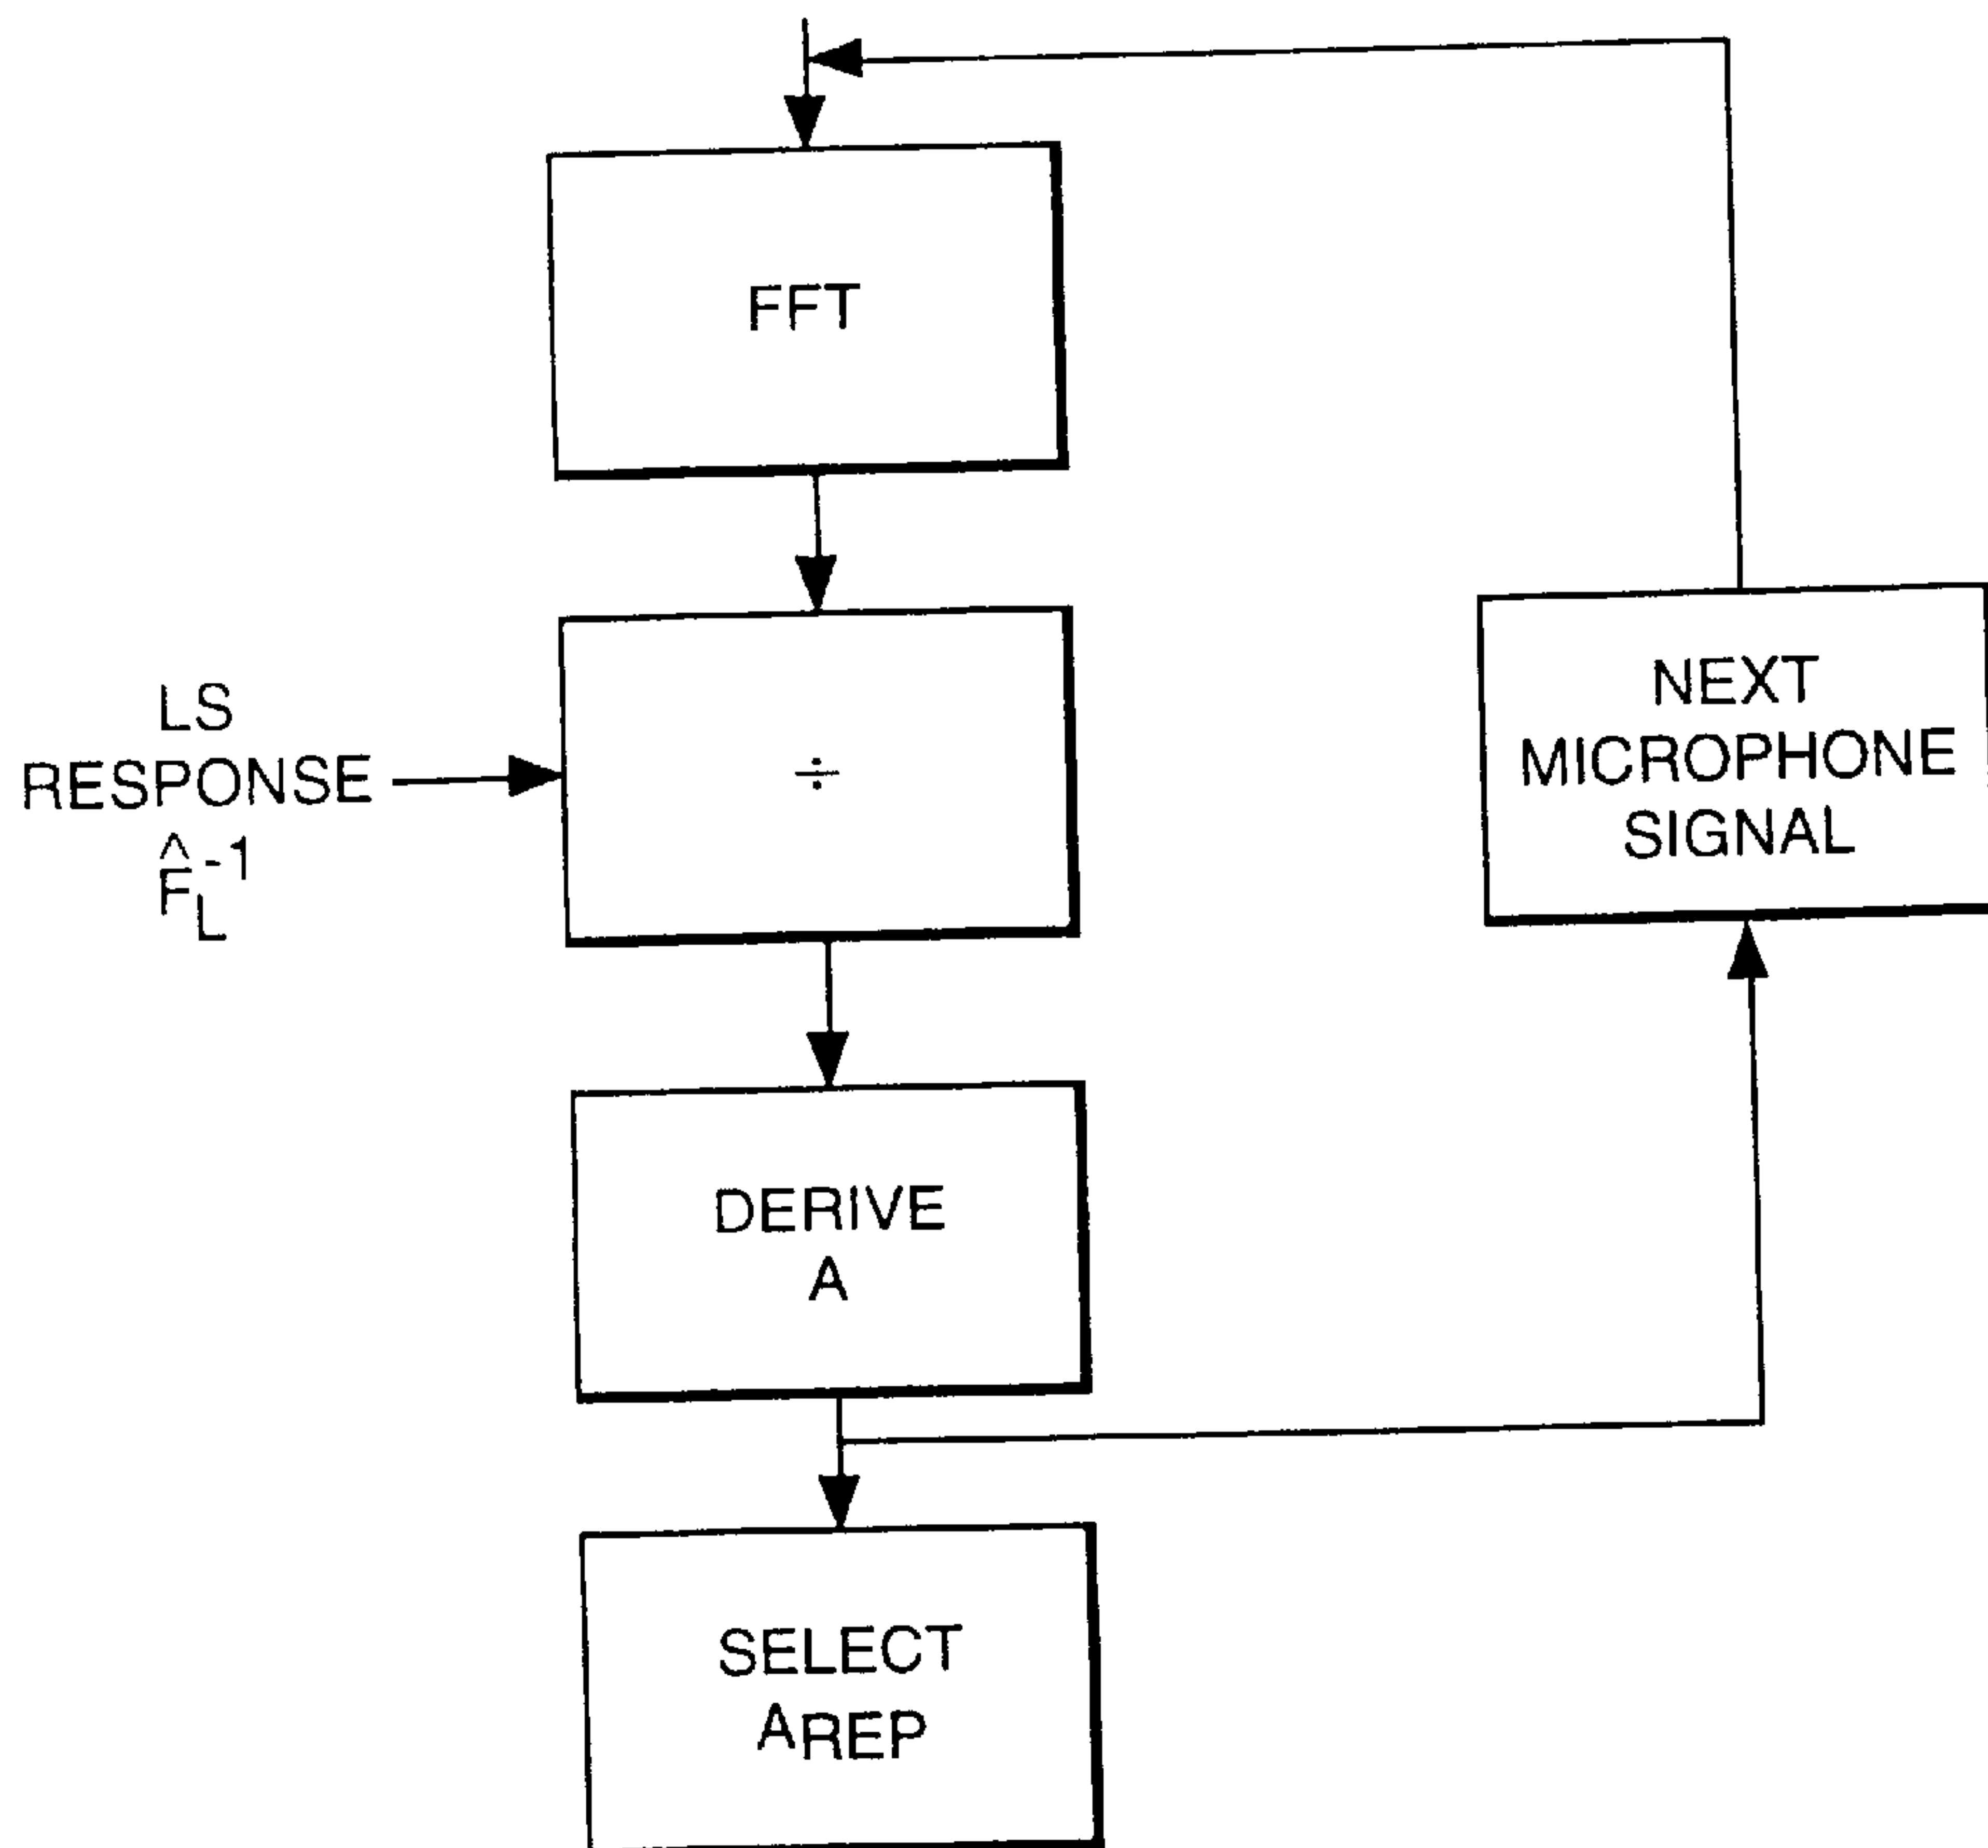 FFT
LS
RESPONSE
F̂L⁻¹
÷
NEXT
MICROPHONE
SIGNAL
DERIVE
A
SELECT
AREP